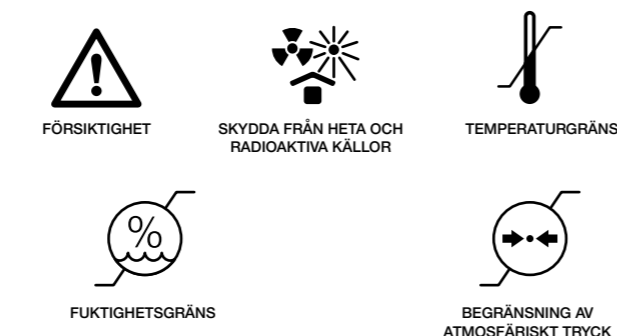 FÖRSIKTIGHET
SKYDDA FRÅN HETA OCH
RADIOAKTIVA KÄLLOR
TEMPERATURGRÄNS
%
FUKTIGHETSGRÄNS
BEGRÄNSNING AV
ATMOSFÄRISKT TRYCK